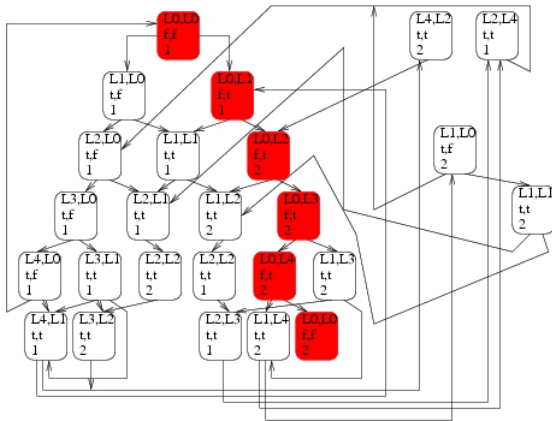 L0,L0
f,f
1
L4,L2
t,t
2
L2,L4
t,t
1
L1,L0
t,f
1
L0,L1
f,t
1
L2,L0
t,f
1
L1,L1
t,t
1
L0,L2
f,t
2
L1,L0
t,f
2
L3,L0
t,f
1
L2,L1
t,t
1
L1,L2
t,t
2
L0,L3
f,t
2
L1,L1
t,t
2
L4,L0
t,f
1
L3,L1
t,t
1
L2,L2
t,t
2
L2,L2
t,t
1
L0,L4
f,t
2
L1,L3
t,t
2
L4,L1
t,t
1
L3,L2
t,t
2
L2,L3
t,t
1
L1,L4
t,t
2
L0,L0
f,f
2